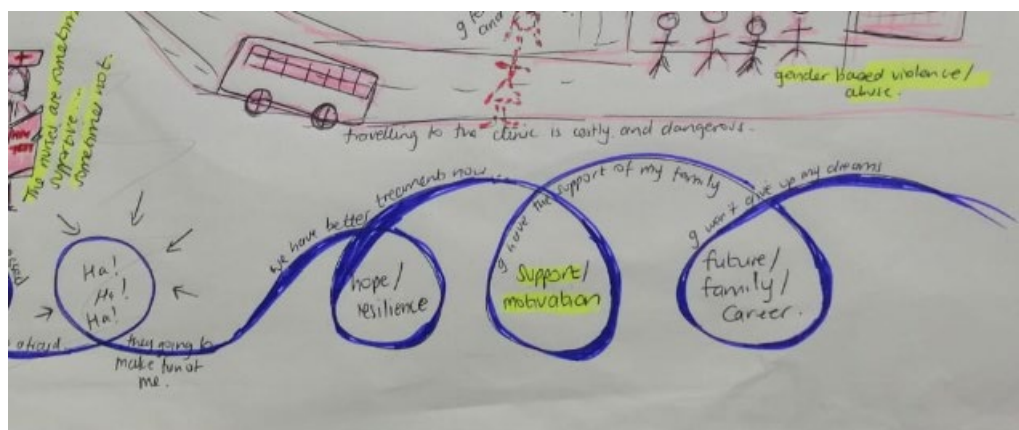 The nurses are sometimes
supportive...
sometimes not.
and
gender based violence/
abuse.
travelling to the clinic is costly and dangerous.
afraid.
Ha!
Ha!
Ha!
they going to
make fun of
me.
we have better treatments now...
hope/
resilience
I have the support of my family
support/
motivation
I won't give up my dreams
future/
family/
career.